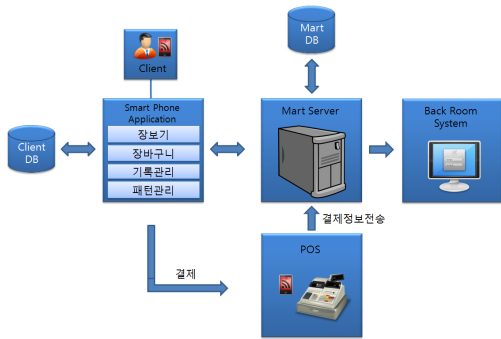 Mart
DB
Client
Smart Phone
Application
장보기
장바구니
기록관리
패턴관리
Client
DB
Mart Server
Back Room
System
결제정보전송
POS
결제